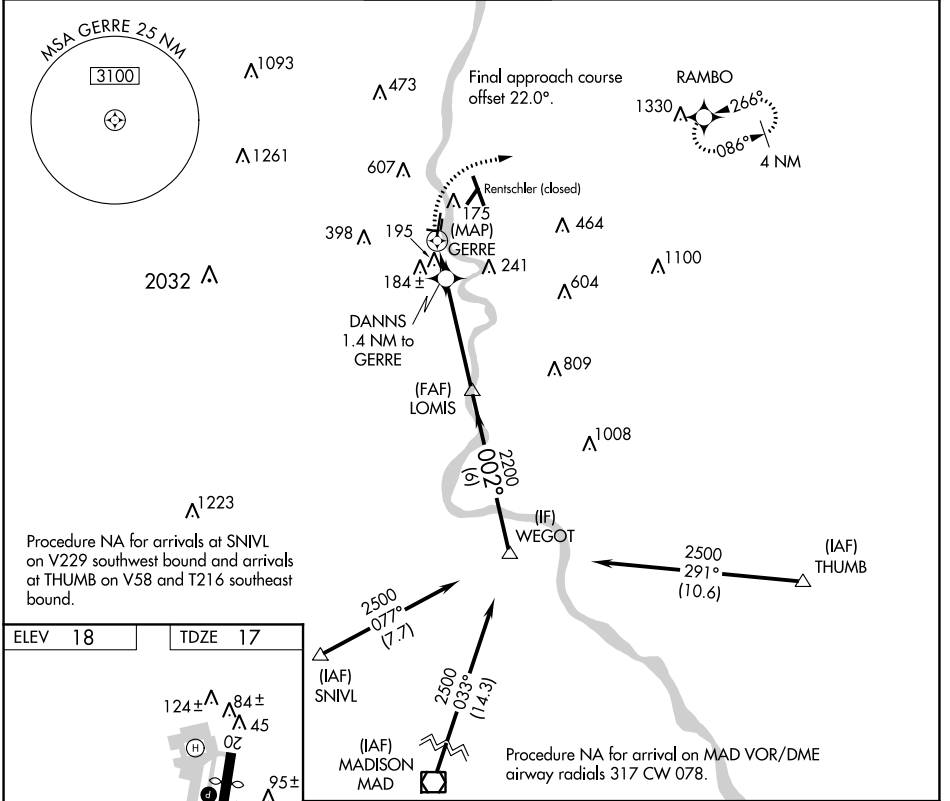 MSA GERRE 25 NM
3100
1093
473
Final approach course
offset 22.0°.
RAMBO
1330
266°
086°
4 NM
1261
607
Rentschler (closed)
175
(MAP)
GERRE
398
195
464
2032
184±
241
1100
604
DANNS
1.4 NM to
GERRE
809
(FAF)
LOMIS
1008
2200
002°
(6)
1223
(IF)
WEGOT
Procedure NA for arrivals at SNIVL
on V229 southwest bound and arrivals
at THUMB on V58 and T216 southeast
bound.
2500
291°
(10.6)
(IAF)
THUMB
2500
077°
(7.7)
(IAF)
SNIVL
2500
033°
(14.3)
(IAF)
MADISON
MAD
Procedure NA for arrival on MAD VOR/DME
airway radials 317 CW 078.
ELEV 18
TDZE 17
124±
84±
45
H
20
95±
P